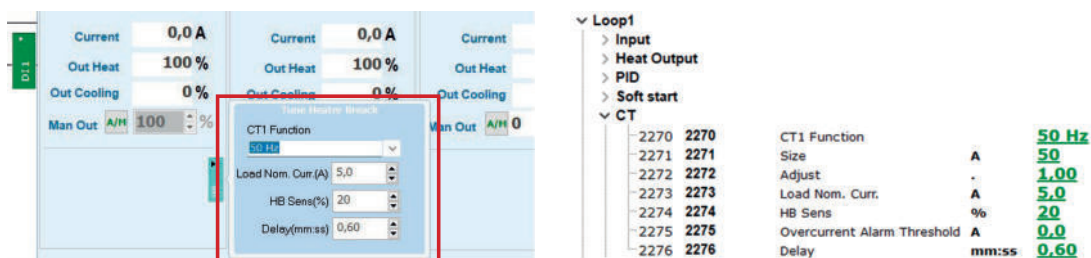 DI1
Current 0,0 A
Out Heat 100 %
Out Cooling 0 %
Man Out A/M 100 %
Current 0,0 A
Out Heat 100 %
Out Cooling 0 %
Current
Out Heat
Out Cooling
Man Out A/M 0
CT1 Function
50 Hz
Load Nom. Curr.(A) 5,0
HB Sens(%) 20
Delay(mm:ss) 0,60
Loop1
Input
Heat Output
PID
Soft start
CT
2270 2270 CT1 Function 50 Hz
2271 2271 Size A 50
2272 2272 Adjust . 1,00
2273 2273 Load Nom. Curr. A 5,0
2274 2274 HB Sens % 20
2275 2275 Overcurrent Alarm Threshold A 0,0
2276 2276 Delay mm:ss 0,60